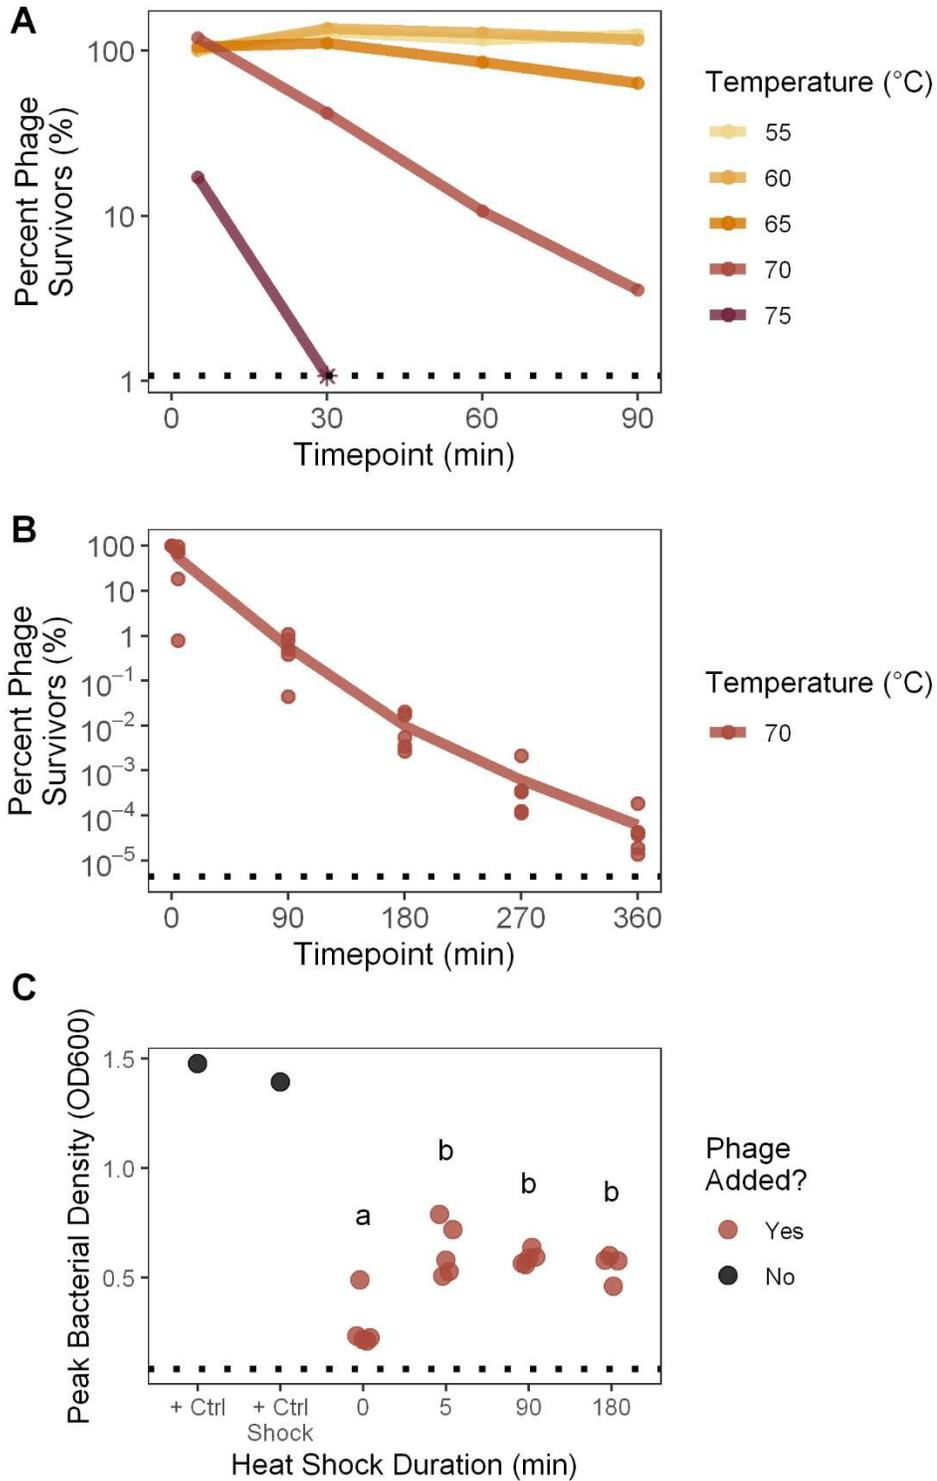 A
Percent Phage
Survivors (%)
100
10
1
0 30 60 90
Timepoint (min)
Temperature (°C)
55
60
65
70
75
B
Percent Phage
Survivors (%)
100
10
1
10⁻¹
10⁻²
10⁻³
10⁻⁴
10⁻⁵
0 90 180 270 360
Timepoint (min)
Temperature (°C)
70
C
Peak Bacterial Density (OD600)
1.5
1.0
0.5
a
b
b
b
+ Ctrl + Ctrl 0 5 90 180
Shock
Heat Shock Duration (min)
Phage
Added?
Yes
No